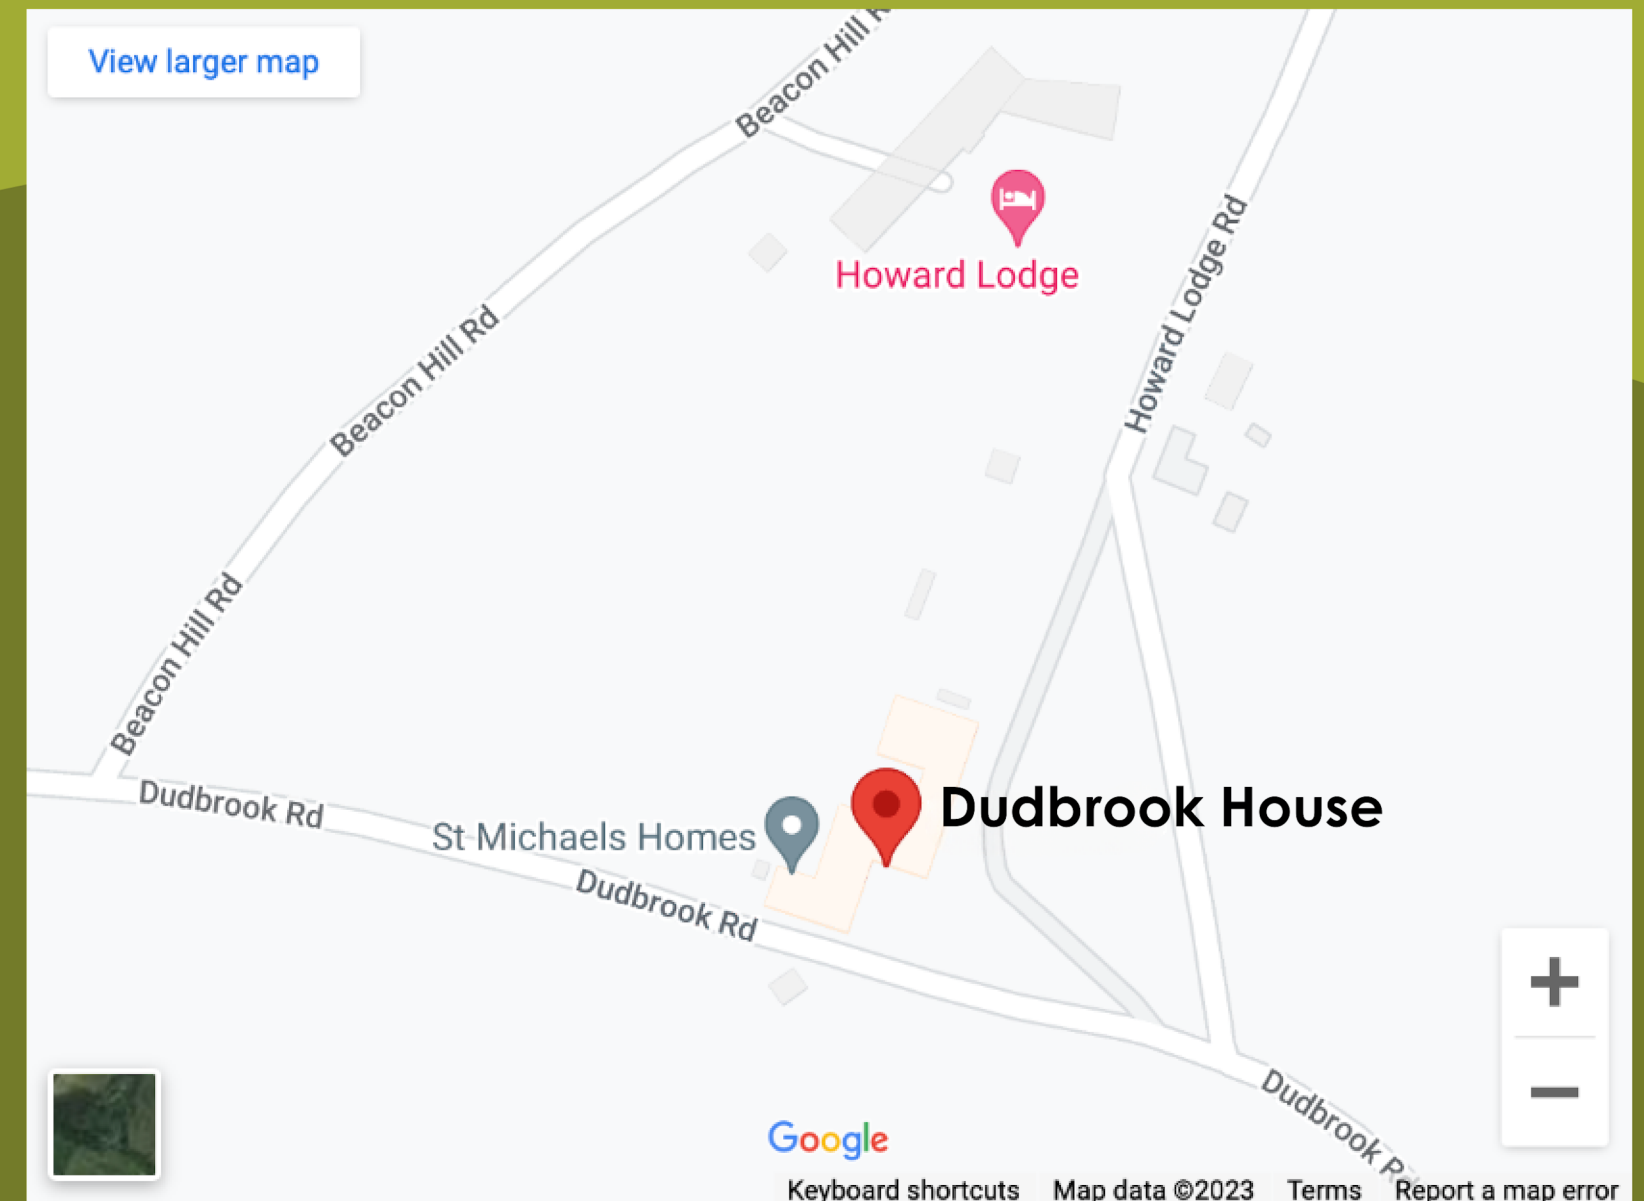 View larger map
Beacon Hill R
Howard Lodge
Howard Lodge Rd
Beacon Hill Rd
Beacon Hill Rd
Dudbrook Rd
Dudbrook House
St Michaels Homes
Dudbrook Rd
Dudbrook Rd
Google
Keyboard shortcuts Map data ©2023 Terms Report a map error